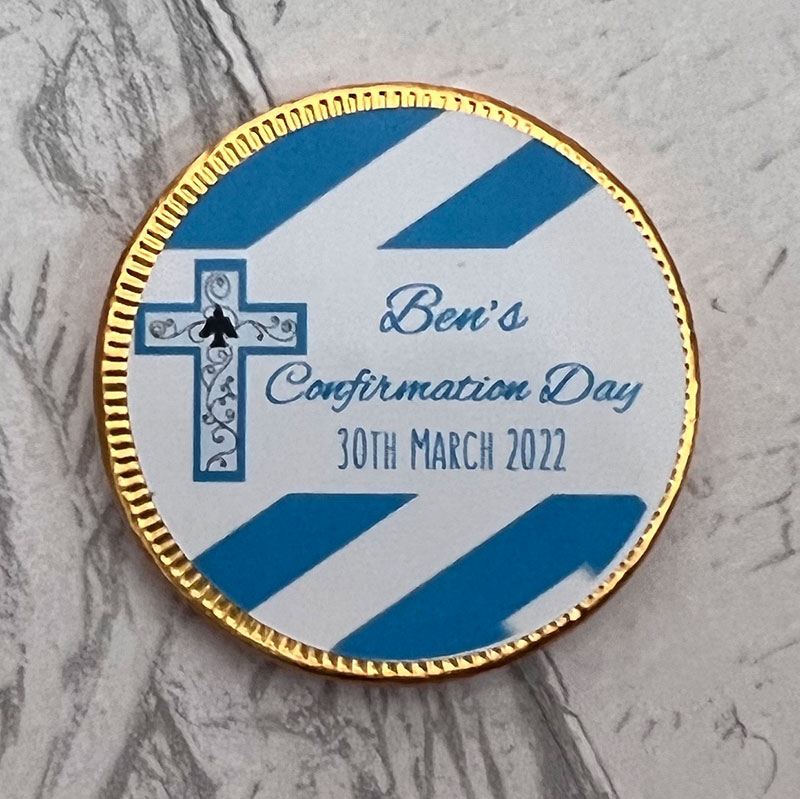 Ben's
Confirmation Day
30TH MARCH 2022